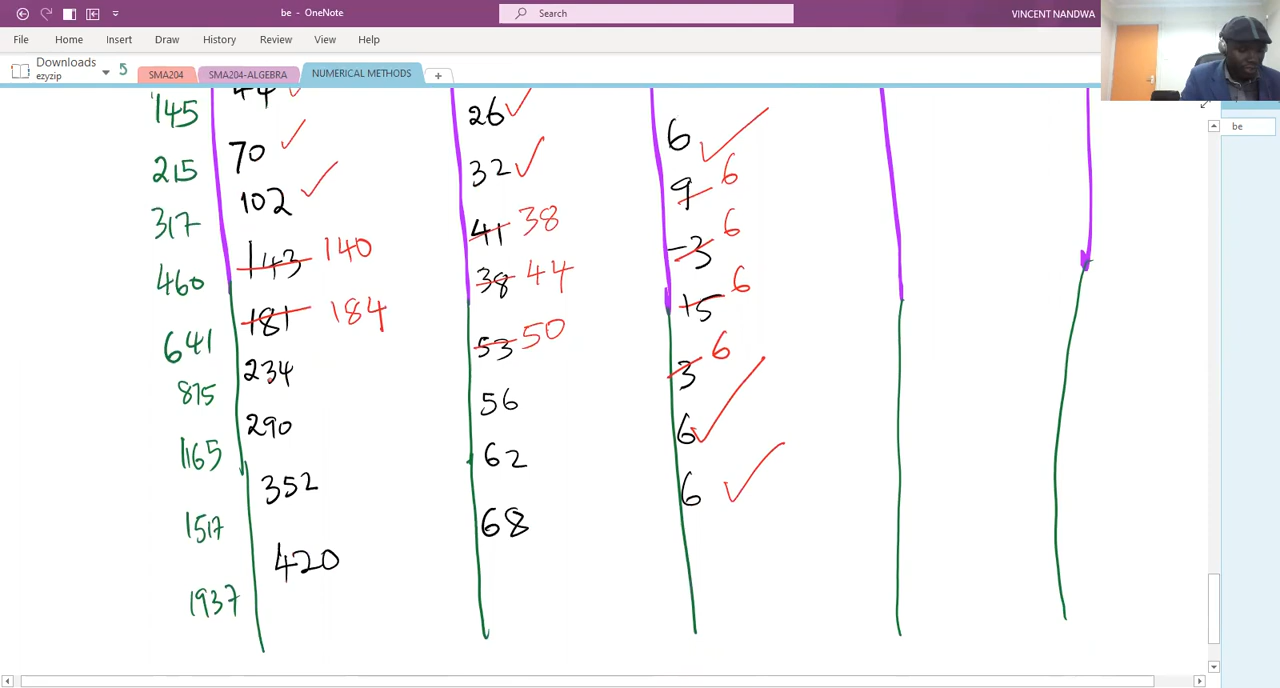 be - OneNote
Search
VINCENT NANDWA
File Home Insert Draw History Review View Help
Downloads
ezyzip
SMA204 SMA204-ALGEBRA NUMERICAL METHODS +
be
145 44 26 6
70
215 32 9 6
102
317 41 38 -3 6
143 140
460 38 44 +5 6
181 184
641 53 50 3 6
234
875 56 6
290
1165 62 6
352
1517 68
420
1937